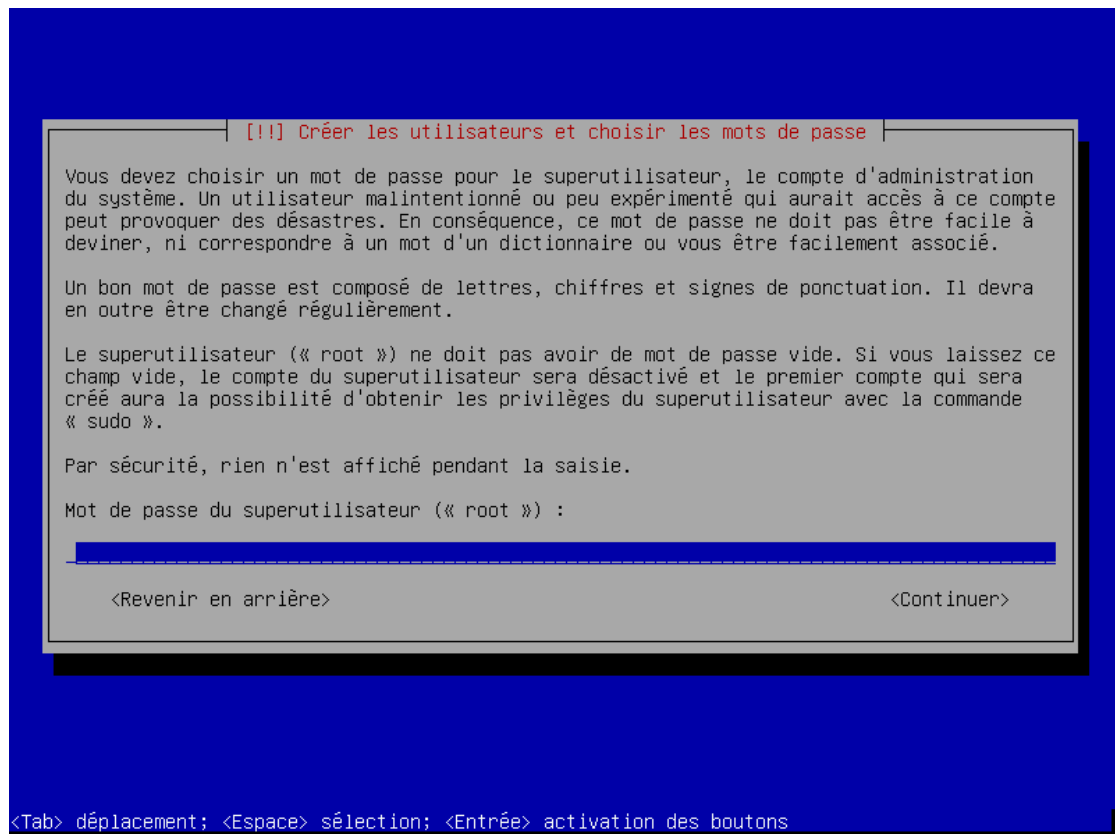 [!!] Créer les utilisateurs et choisir les mots de passe
Vous devez choisir un mot de passe pour le superutilisateur, le compte d'administration
du système. Un utilisateur malintentionné ou peu expérimenté qui aurait accès à ce compte
peut provoquer des désastres. En conséquence, ce mot de passe ne doit pas être facile à
deviner, ni correspondre à un mot d'un dictionnaire ou vous être facilement associé.
Un bon mot de passe est composé de lettres, chiffres et signes de ponctuation. Il devra
en outre être changé régulièrement.
Le superutilisateur (« root ») ne doit pas avoir de mot de passe vide. Si vous laissez ce
champ vide, le compte du superutilisateur sera désactivé et le premier compte qui sera
créé aura la possibilité d'obtenir les privilèges du superutilisateur avec la commande
« sudo ».
Par sécurité, rien n'est affiché pendant la saisie.
Mot de passe du superutilisateur (« root ») :
<Revenir en arrière> <Continuer>
<Tab> déplacement; <Espace> sélection; <Entrée> activation des boutons